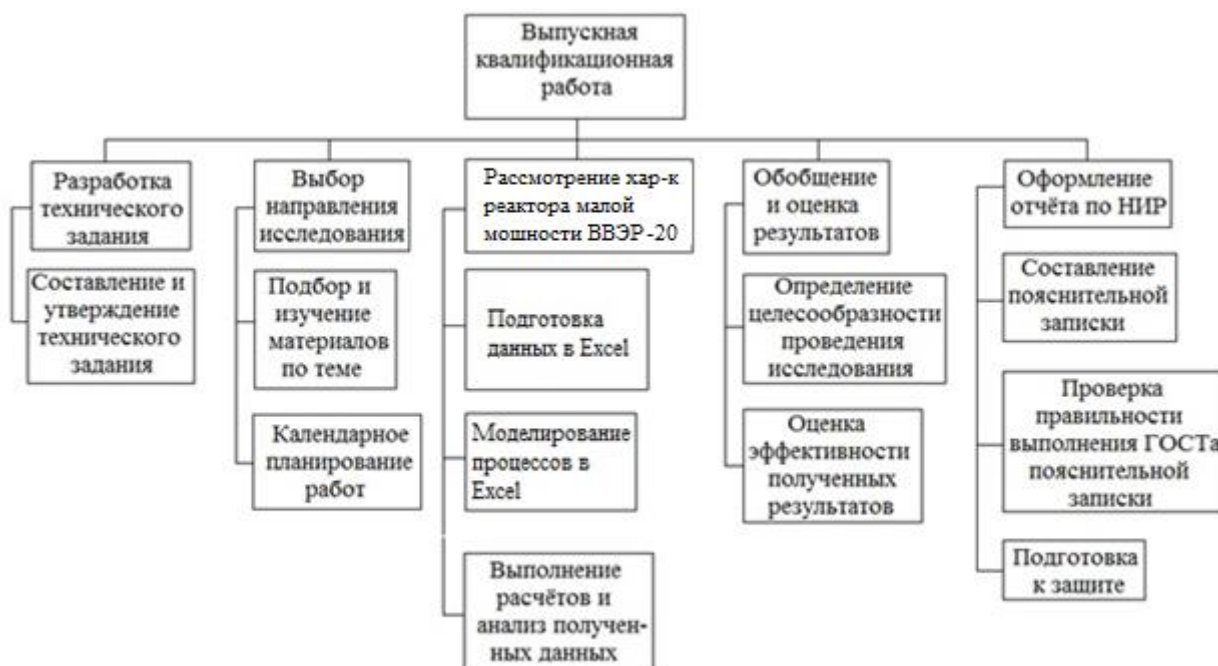 Выпускная
квалификационная
работа
Разработка
технического
задания
Составление и
утверждение
технического
задания
Выбор
направления
исследования
Подбор и
изучение
материалов
по теме
Календарное
планирование
работ
Рассмотрение хар-к
реактора малой
мошности ВВЭР-20
Подготовка
данных в Excel
Моделирование
процессов в
Excel
Выполнение
расчётов и
анализ получен-
ных данных
Обобщение
и оценка
результатов
Определение
целесообразности
проведения
исследования
Оценка
эффективности
полученных
результатов
Оформление
отчёта по НИР
Составление
пояснительной
записки
Проверка
правильности
выполнения ГОСТа
пояснительной
записки
Подготовка
к защите